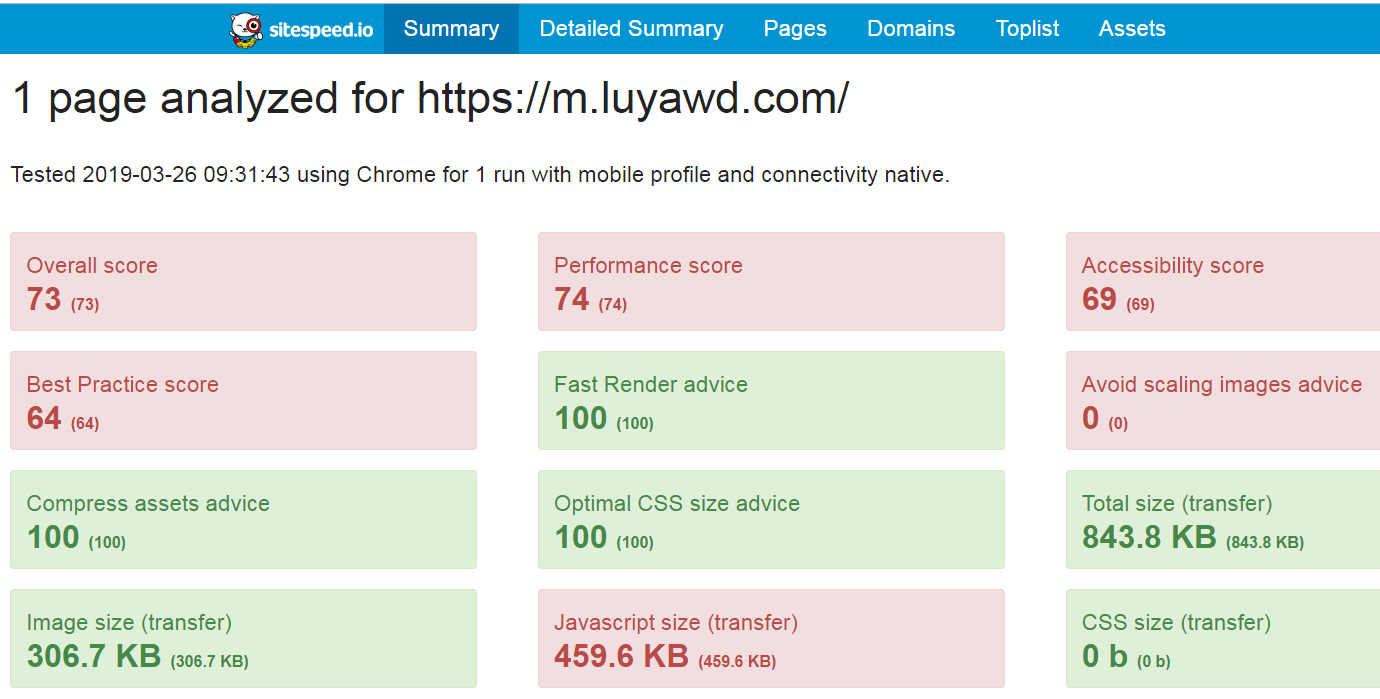 sitespeed.io Summary Detailed Summary Pages Domains Toplist Assets
1 page analyzed for https://m.luyawd.com/
Tested 2019-03-26 09:31:43 using Chrome for 1 run with mobile profile and connectivity native.
Overall score
73 (73)
Performance score
74 (74)
Accessibility score
69 (69)
Best Practice score
64 (64)
Fast Render advice
100 (100)
Avoid scaling images advice
0 (0)
Compress assets advice
100 (100)
Optimal CSS size advice
100 (100)
Total size (transfer)
843.8 KB (843.8 KB)
Image size (transfer)
306.7 KB (306.7 KB)
Javascript size (transfer)
459.6 KB (459.6 KB)
CSS size (transfer)
0 b (0 b)